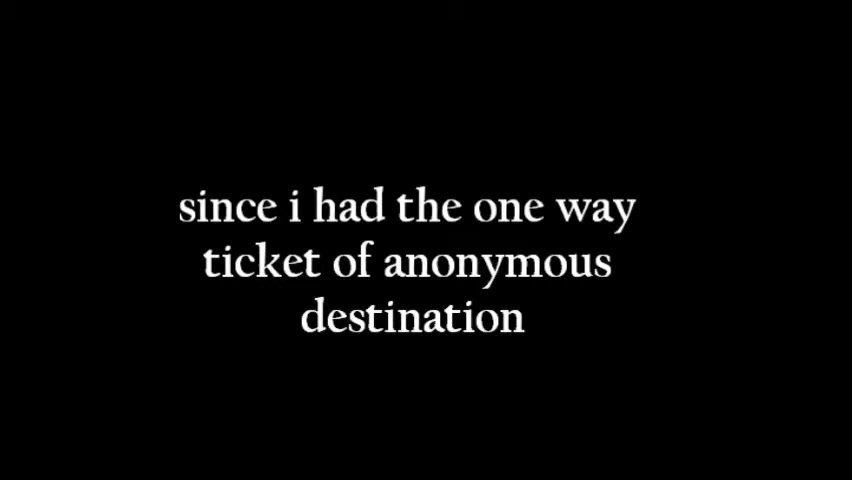 since i had the one way
ticket of anonymous
destination